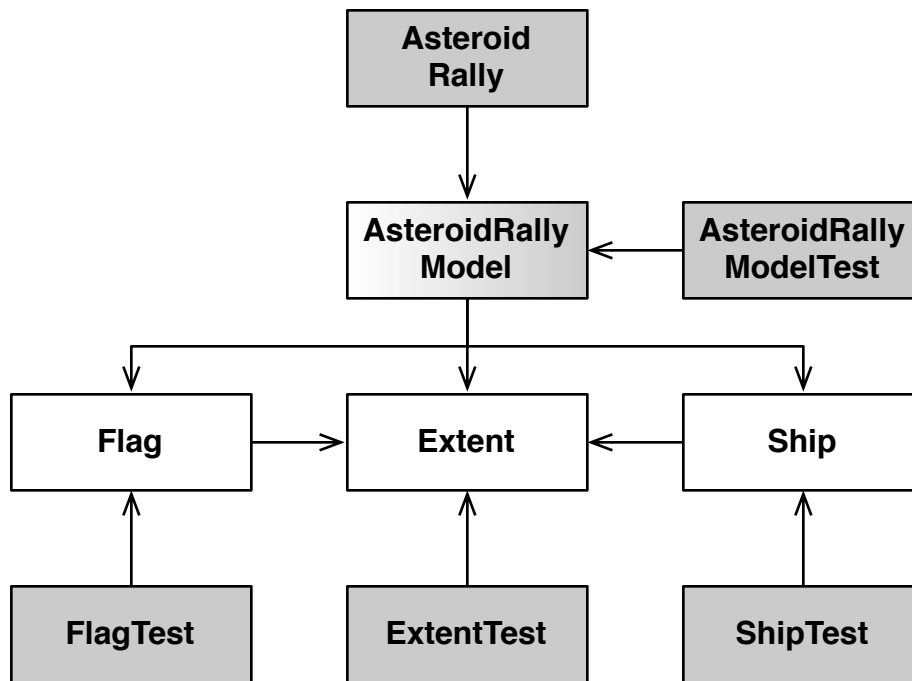 Asteroid
Rally
AsteroidRally
Model
AsteroidRally
ModelTest
Flag
Extent
Ship
FlagTest
ExtentTest
ShipTest